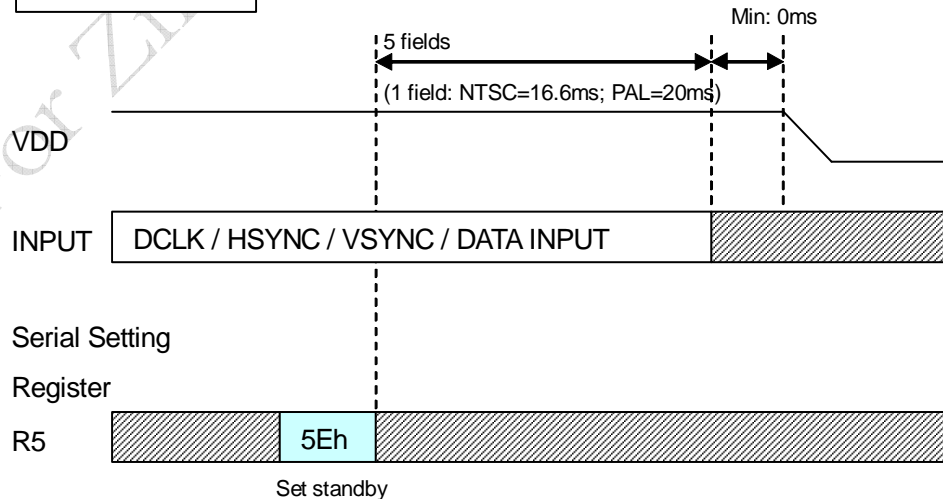 Min: 0ms
5 fields
(1 field: NTSC=16.6ms; PAL=20ms)
VDD
INPUT DCLK / HSYNC / VSYNC / DATA INPUT
Serial Setting
Register
R5 5Eh
Set standby